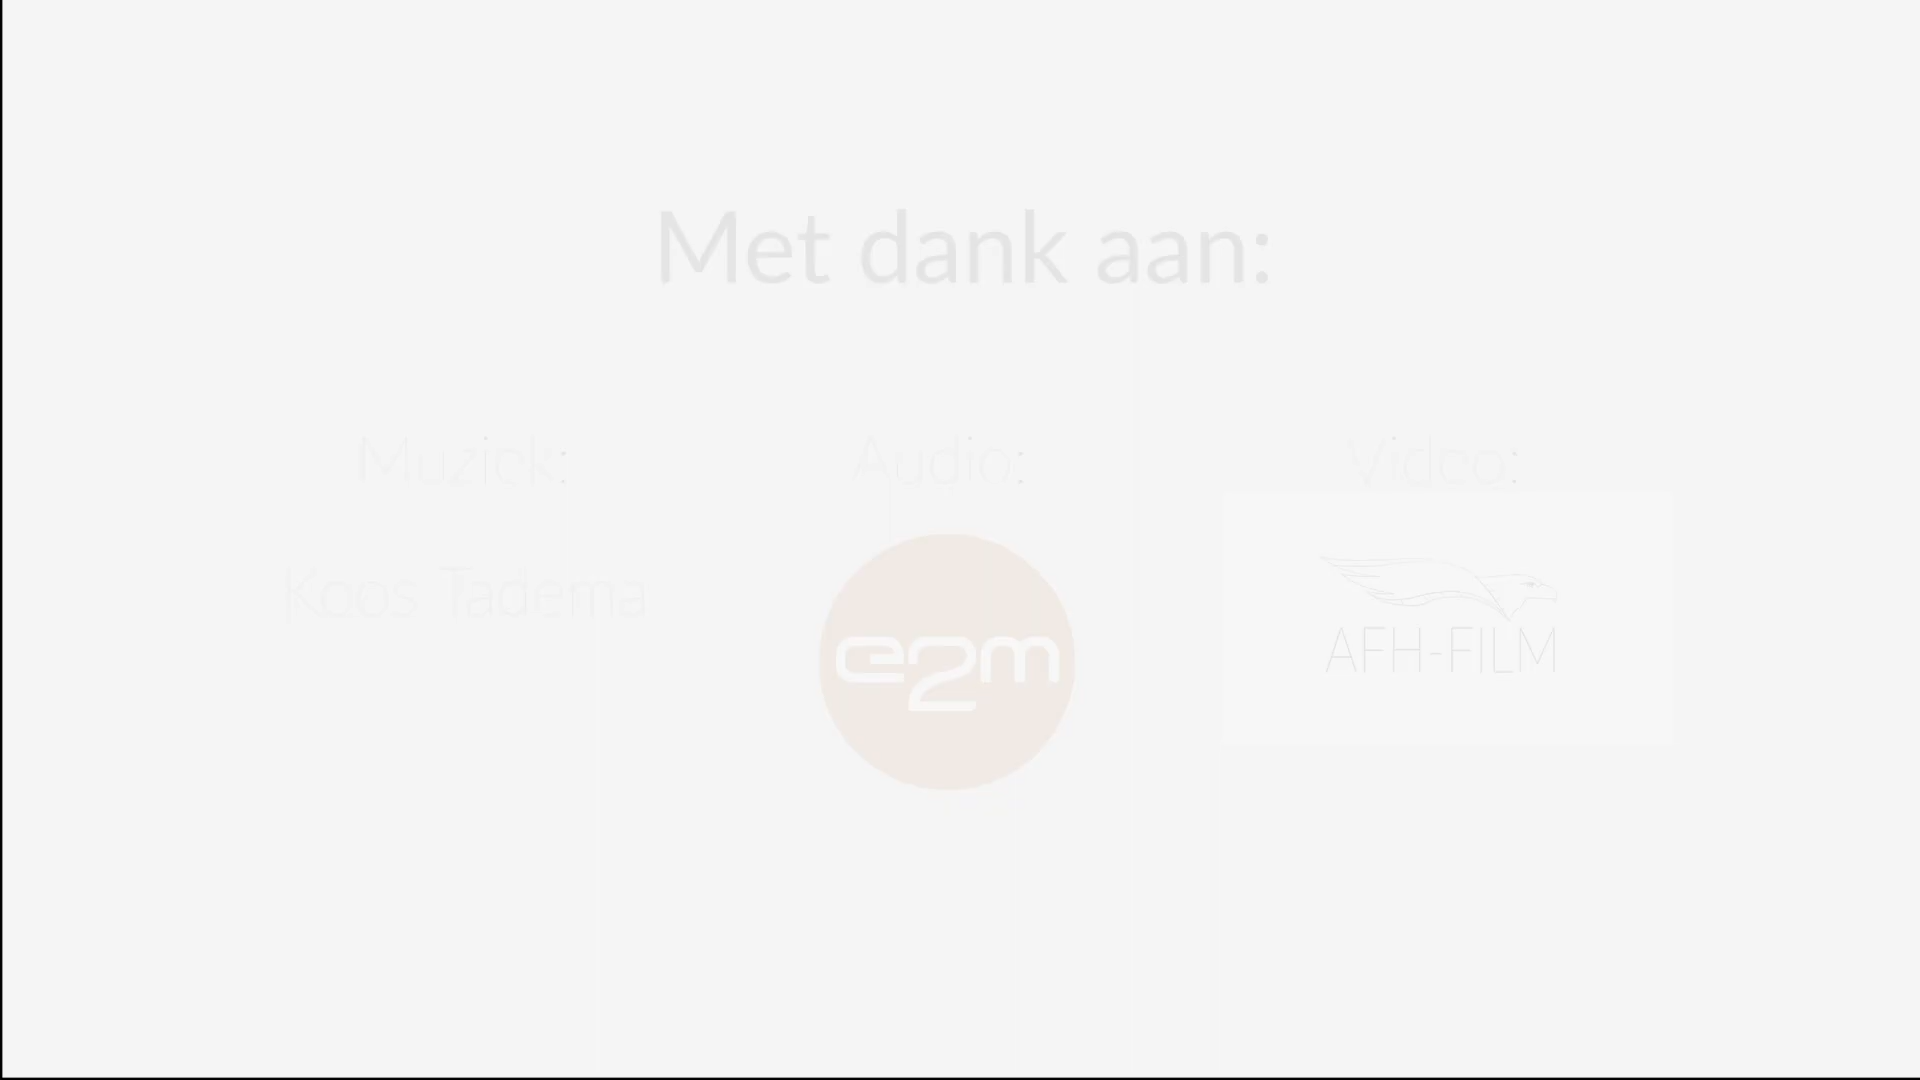 Met dank aan:
Muziek:
Audio:
Video:
Koos Tadema
e2m
AFH-FILM